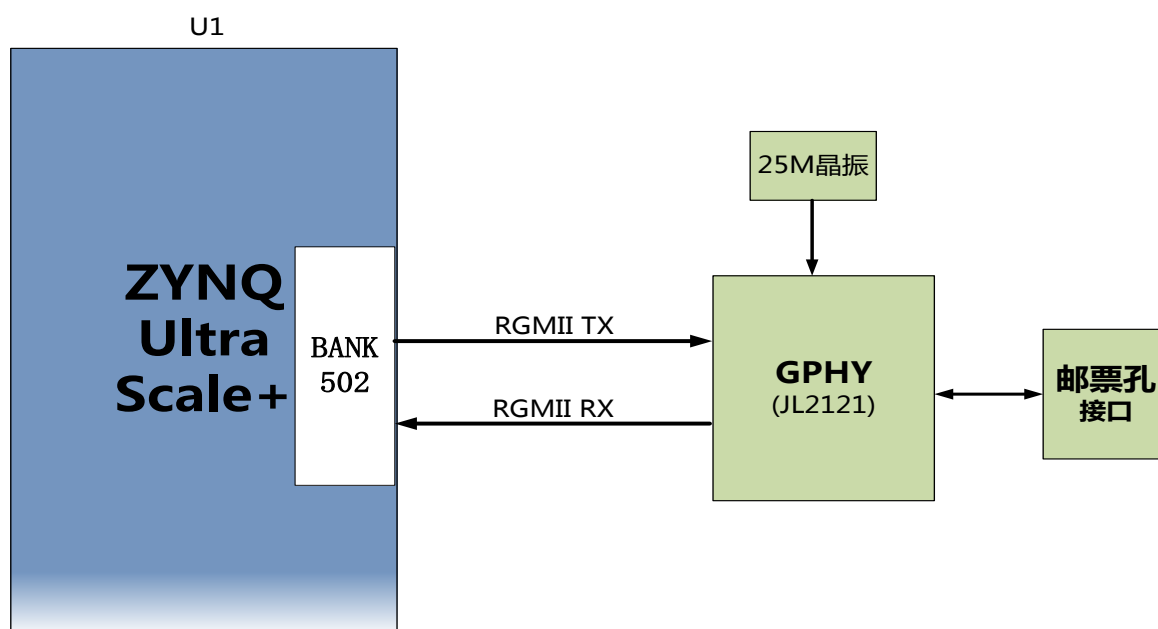 U1
25M晶振
ZYNQ
Ultra
Scale+
BANK
502
RGMII TX
RGMII RX
GPHY
(JL2121)
邮票孔
接口